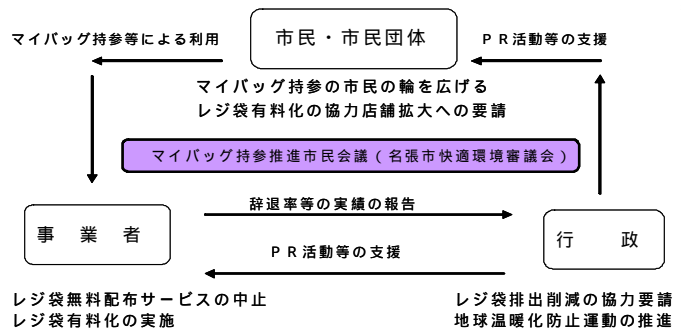 市民・市民団体
マイバッグ持参等による利用
PR活動等の支援
マイバッグ持参の市民の輪を広げる
レジ袋有料化の協力店舗拡大への要請
マイバッグ持参推進市民会議（名張市快適環境審議会）
辞退率等の実績の報告
事業者
行政
PR活動等の支援
レジ袋無料配布サービスの中止
レジ袋有料化の実施
レジ袋排出削減の協力要請
地球温暖化防止運動の推進